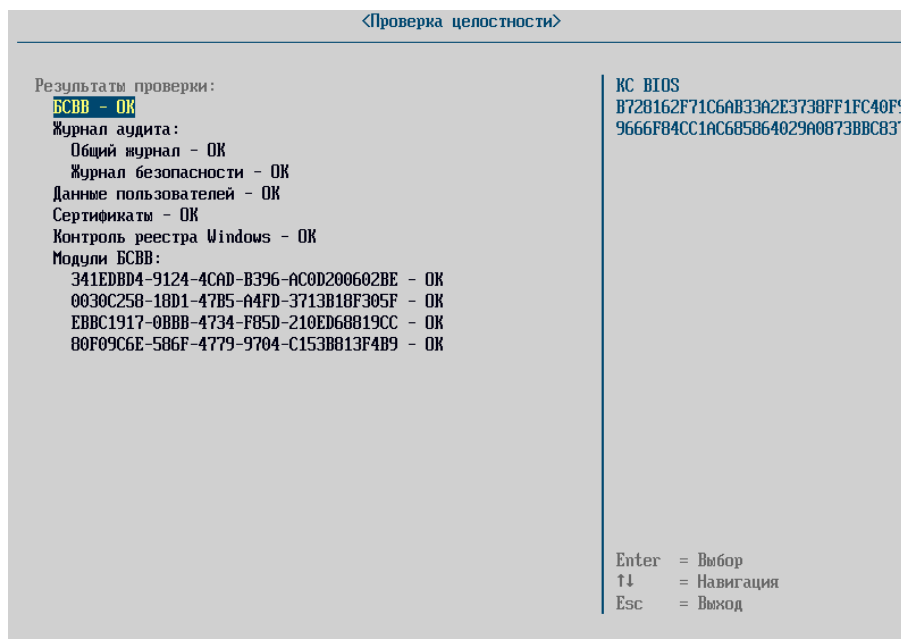 <Проверка целостности>
Результаты проверки:
БСВВ - ОК
Журнал аудита:
Общий журнал - ОК
Журнал безопасности - ОК
Данные пользователей - ОК
Сертификаты - ОК
Контроль реестра Windows - ОК
Модули БСВВ:
341EDBD4-9124-4CAD-B396-AC0D200602BE - ОК
0030C258-18D1-47B5-A4FD-3713B18F305F - ОК
EBBC1917-0BBB-4734-F85D-210ED68819CC - ОК
80F09C6E-586F-4779-9704-C153B813F4B9 - ОК
КС BIOS
B728162F71C6AB33A2E3738FF1FC40F9
9666F84CC1AC685864029A0873BBC837
Enter = Выбор
↑↓ = Навигация
Esc = Выход